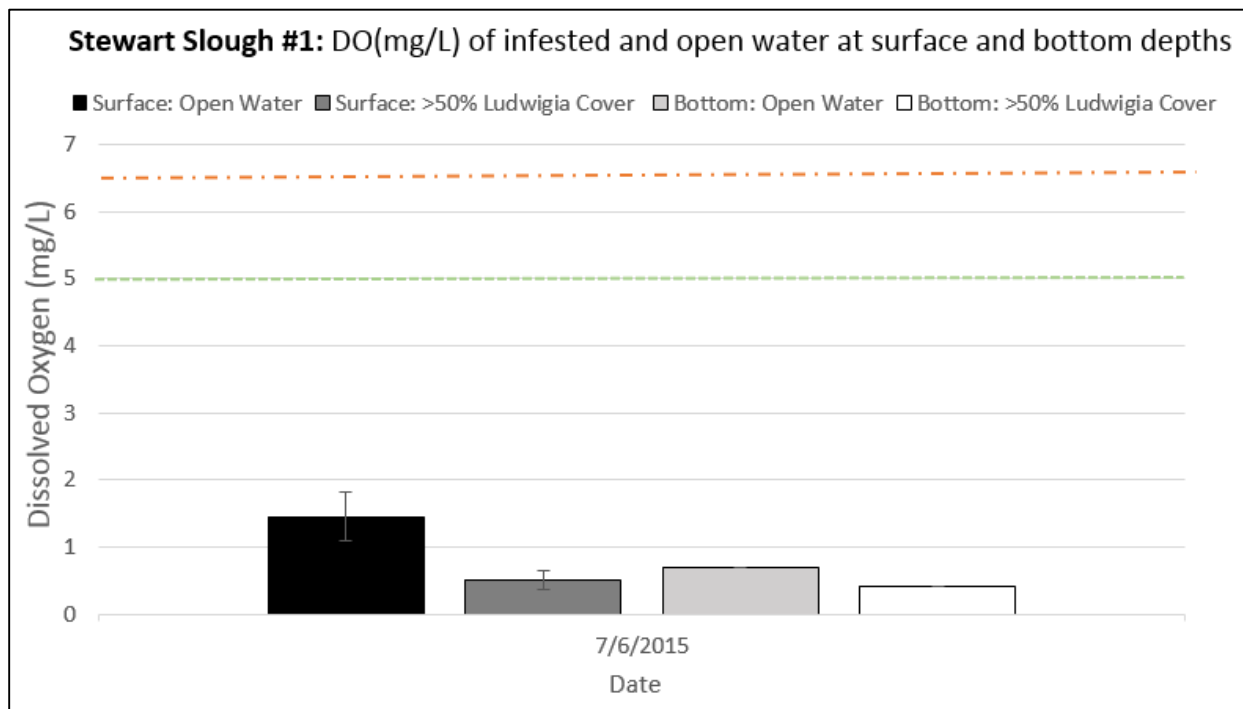 Stewart Slough #1: DO(mg/L) of infested and open water at surface and bottom depths
Surface: Open Water Surface: >50% Ludwigia Cover Bottom: Open Water Bottom: >50% Ludwigia Cover
7
6
5
4
3
2
1
0
Dissolved Oxygen (mg/L)
7/6/2015
Date